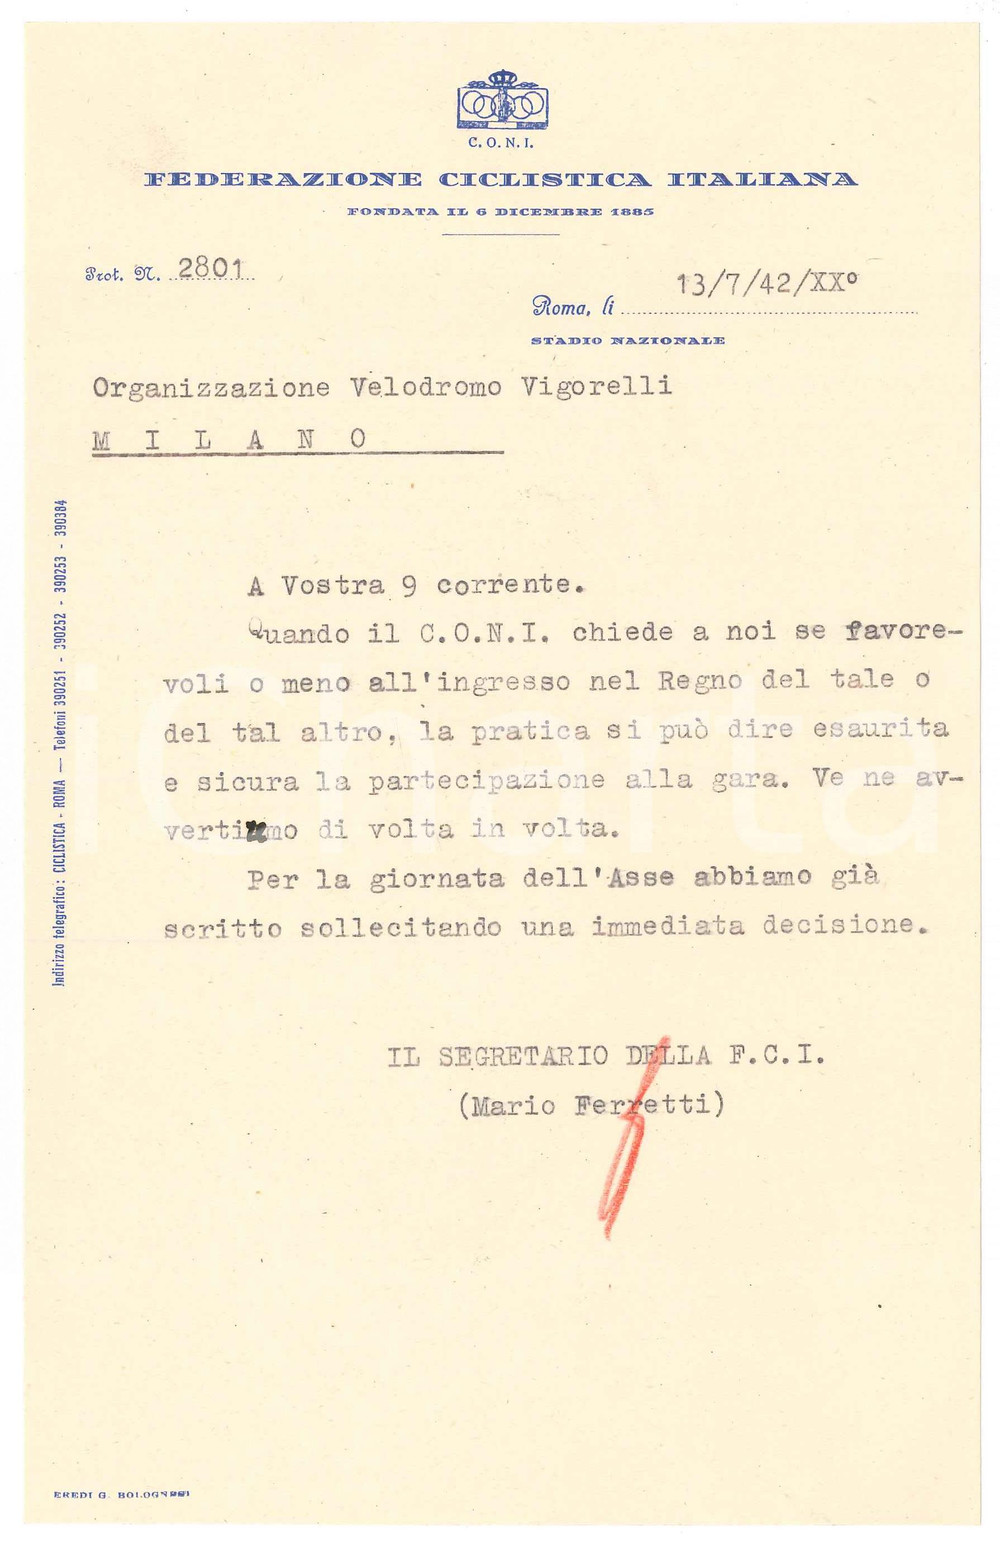 C.O.N.I.
FEDERAZIONE CICLISTICA ITALIANA
FONDATA IL 6 DICEMBRE 1885
Prot. N. 2801
13/7/42/XX°
Roma, li
STADIO NAZIONALE
Organizzazione Velodromo Vigorelli
M I L A N O
Indirizzo telegrafico: CICLISTICA - ROMA — Telefoni 390251 - 390252 - 390253 - 390384
A Vostra 9 corrente.
Quando il C.O.N.I. chiede a noi se favore-
voli o meno all'ingresso nel Regno del tale o
del tal altro, la pratica si può dire esaurita
e sicura la partecipazione alla gara. Ve ne av-
vertiamo di volta in volta.
Per la giornata dell'Asse abbiamo già
scritto sollecitando una immediata decisione.
IL SEGRETARIO DELLA F.C.I.
(Mario Ferretti)
EREDI G. BOLOGNESI